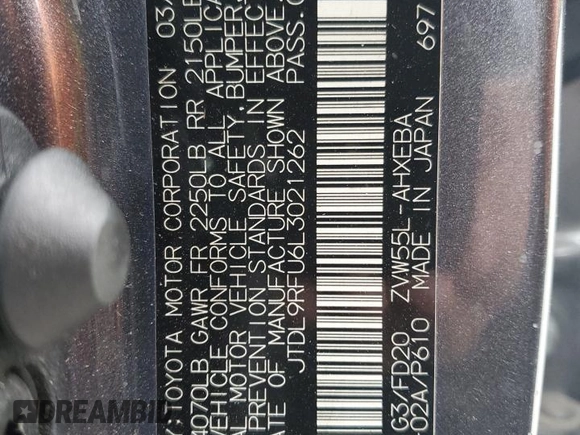 TOYOTA MOTOR CORPORATION 03/
4070LB GAWR FR 2250LB RR 2150LB
VEHICLE CONFORMS TO ALL APPLICA
AL MOTOR VEHICLE SAFETY, BUMPER,
VENTION STANDARDS IN EFFECT
ATE OF MANUFACTURE SHOWN ABOVE.
JTDL9RFU6L3021262 PASS.
G3/FD20 ZVW55L-AHXEBA
-02A/P610 MADE IN JAPAN 697
DREAMBID